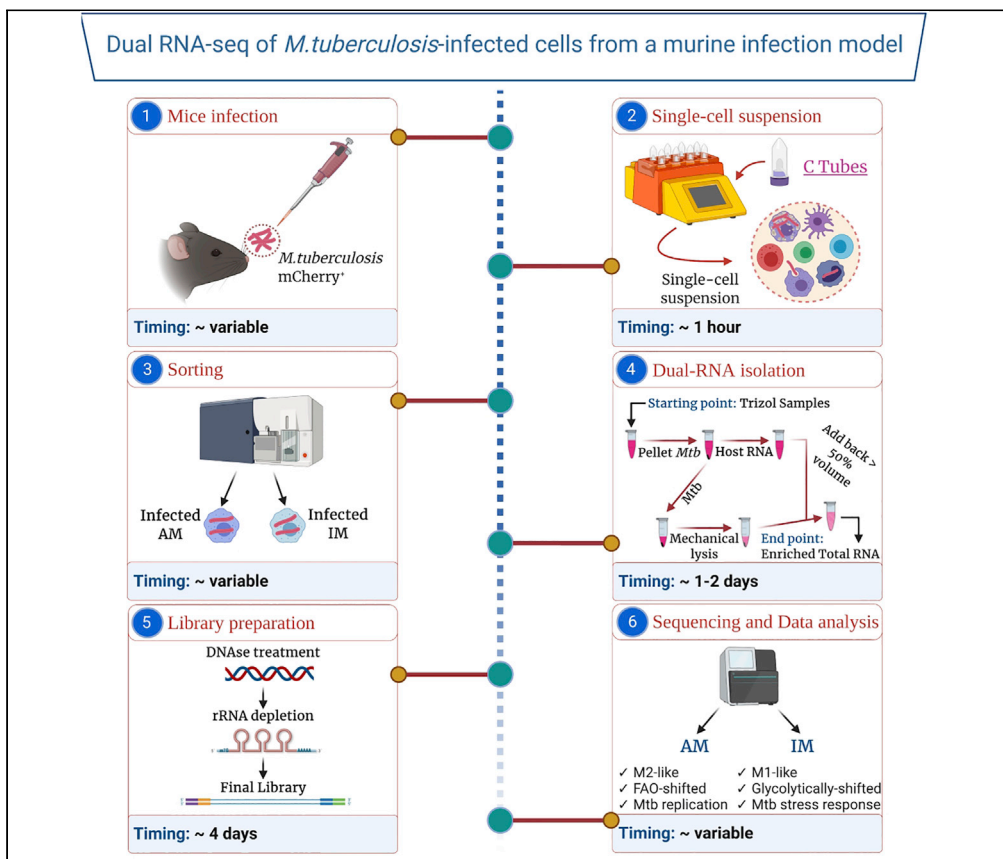 Dual RNA-seq of M.tuberculosis-infected cells from a murine infection model
1 Mice infection
M.tuberculosis
mCherry+
Timing: ~ variable
2 Single-cell suspension
C Tubes
Single-cell
suspension
Timing: ~ 1 hour
3 Sorting
Infected
AM
Infected
IM
Timing: ~ variable
4 Dual-RNA isolation
Starting point: Trizol Samples
Pellet Mtb
Host RNA
Add back >
50%
volume
Mtb
Mechanical
lysis
End point:
Enriched Total RNA
Timing: ~ 1-2 days
5 Library preparation
DNAse treatment
rRNA depletion
Final Library
Timing: ~ 4 days
6 Sequencing and Data analysis
AM
✓ M2-like
✓ FAO-shifted
✓ Mtb replication
IM
✓ M1-like
✓ Glycolytically-shifted
✓ Mtb stress response
Timing: ~ variable